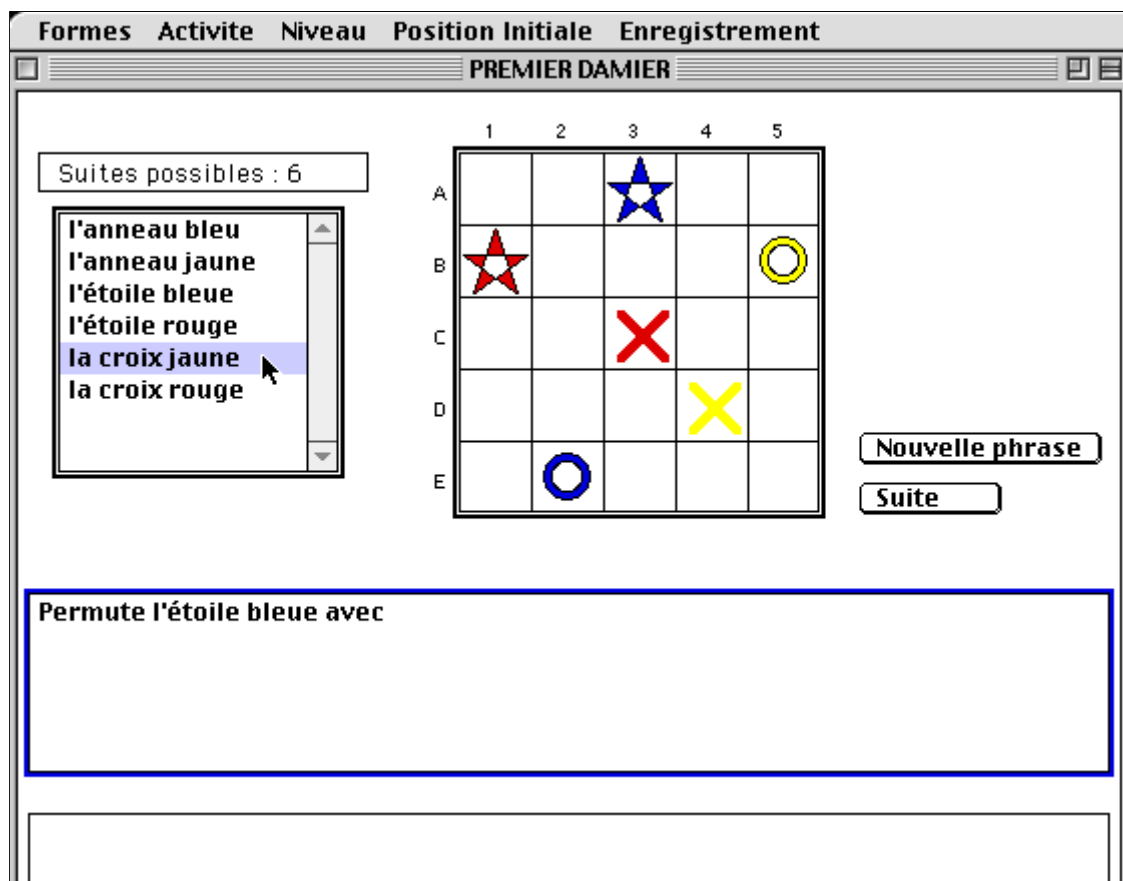 Formes Activite Niveau Position Initiale Enregistrement
PREMIER DAMIER
1 2 3 4 5
Suites possibles : 6
A
l'anneau bleu
l'anneau jaune
B
l'étoile bleue
l'étoile rouge
C
la croix jaune
la croix rouge
D
Nouvelle phrase
E
Suite
Permute l'étoile bleue avec